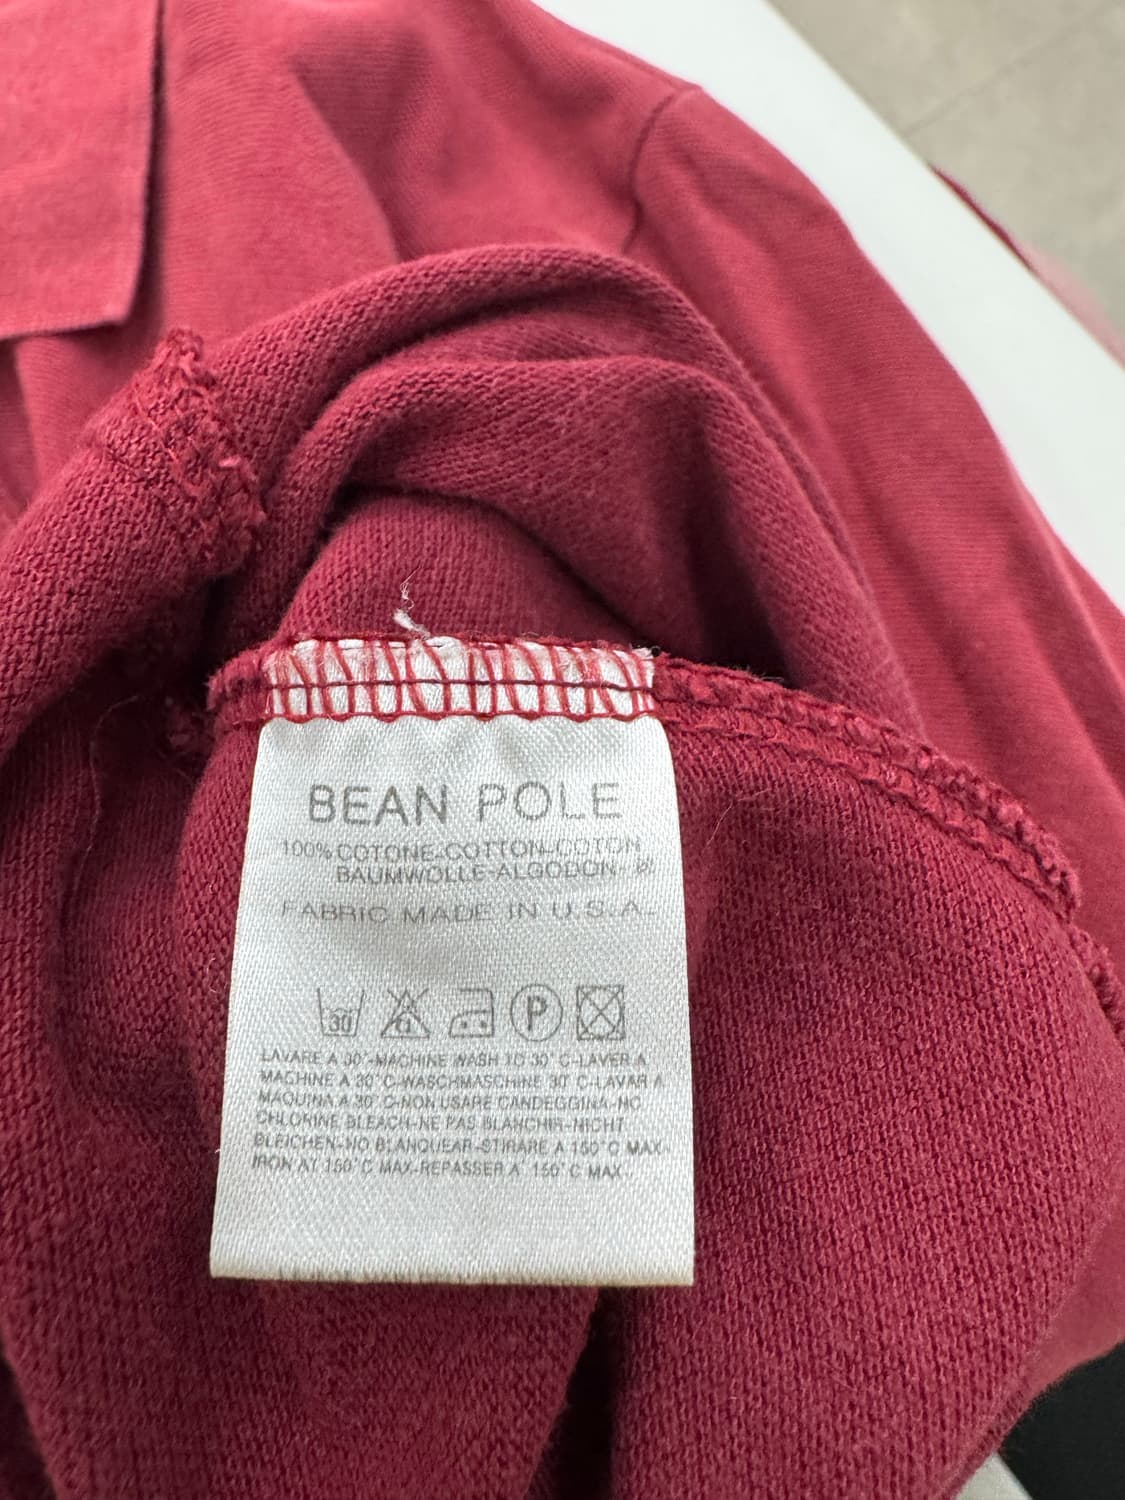 BEAN POLE
100% COTONE-COTTON-COTON
BAUMWOLLE-ALGODON-
FABRIC MADE IN U.S.A.
30 Cl P
LAVARE A 30°-MACHINE WASH TO 30°C-LAVER A
MACHINE A 30°C-WASCHMASCHINE 30°C-LAVAR A
MAQUINA A 30°C-NON USARE CANDEGGINA-NO
CHLORINE BLEACH-NE PAS BLANCHIR-NICHT
BLEICHEN-NO BLANQUEAR-STIRARE A 150°C MAX-
IRON AT 150°C MAX-REPASSER A 150°C MAX